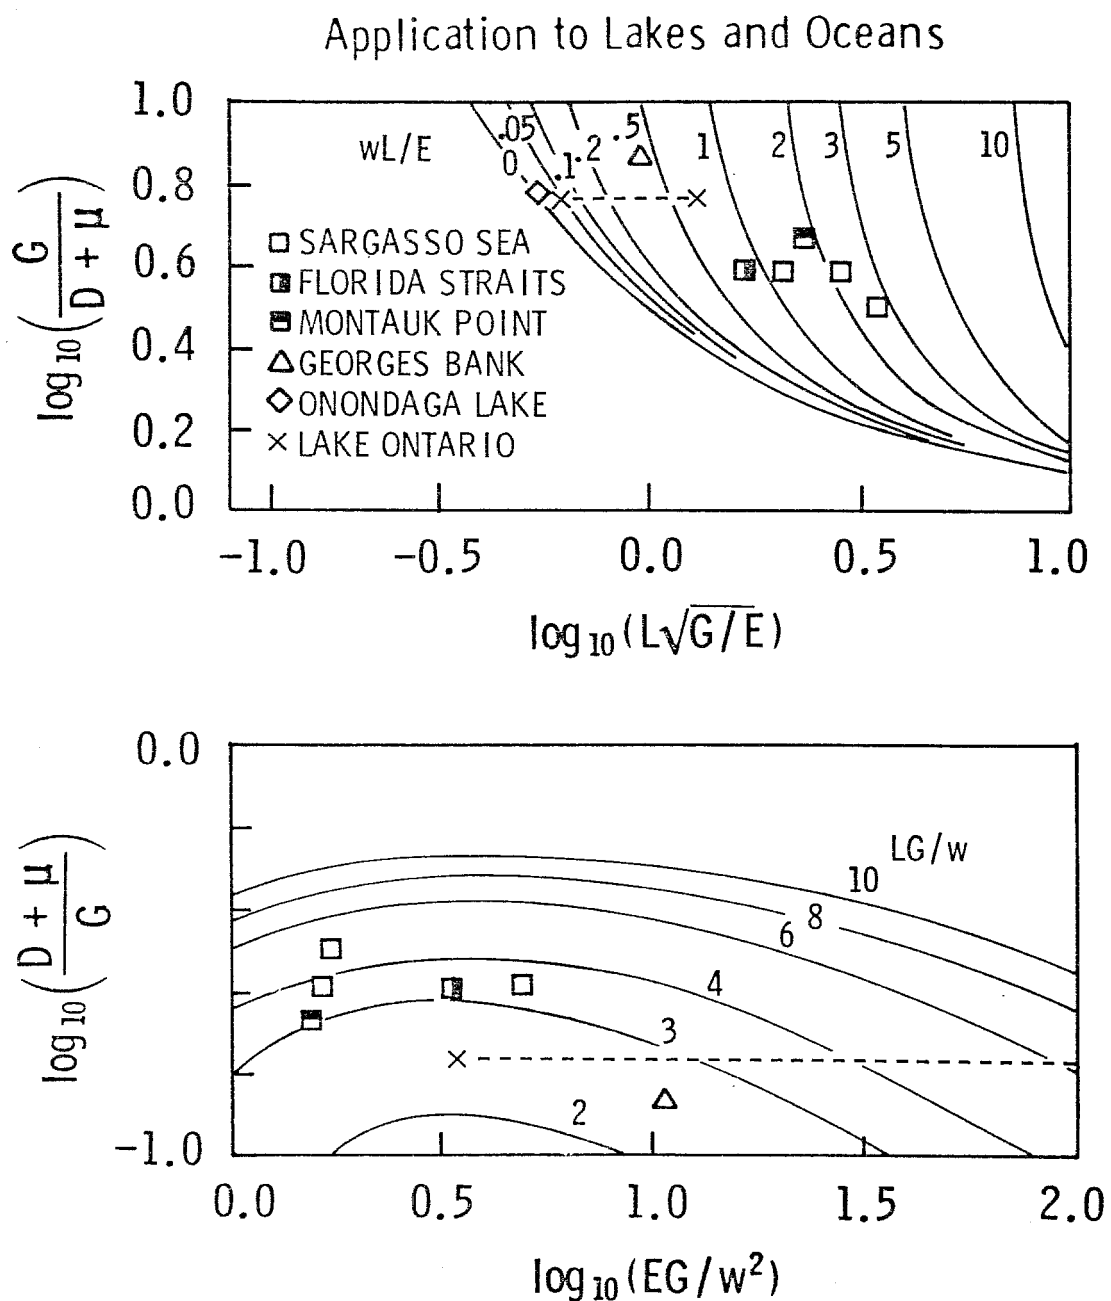 Application to Lakes and Oceans
1.0
0.8
0.6
0.4
0.2
0.0
log10(G/(D + μ))
wL/E
0
.05
.1
.2
.5
1
2
3
5
10
□ SARGASSO SEA
FLORIDA STRAITS
MONTAUK POINT
△ GEORGES BANK
◇ ONONDAGA LAKE
× LAKE ONTARIO
-1.0
-0.5
0.0
0.5
1.0
log10(L√G/E)
0.0
-1.0
log10((D + μ)/G)
LG/w
10
8
6
4
3
2
0.0
0.5
1.0
1.5
2.0
log10(EG/w²)